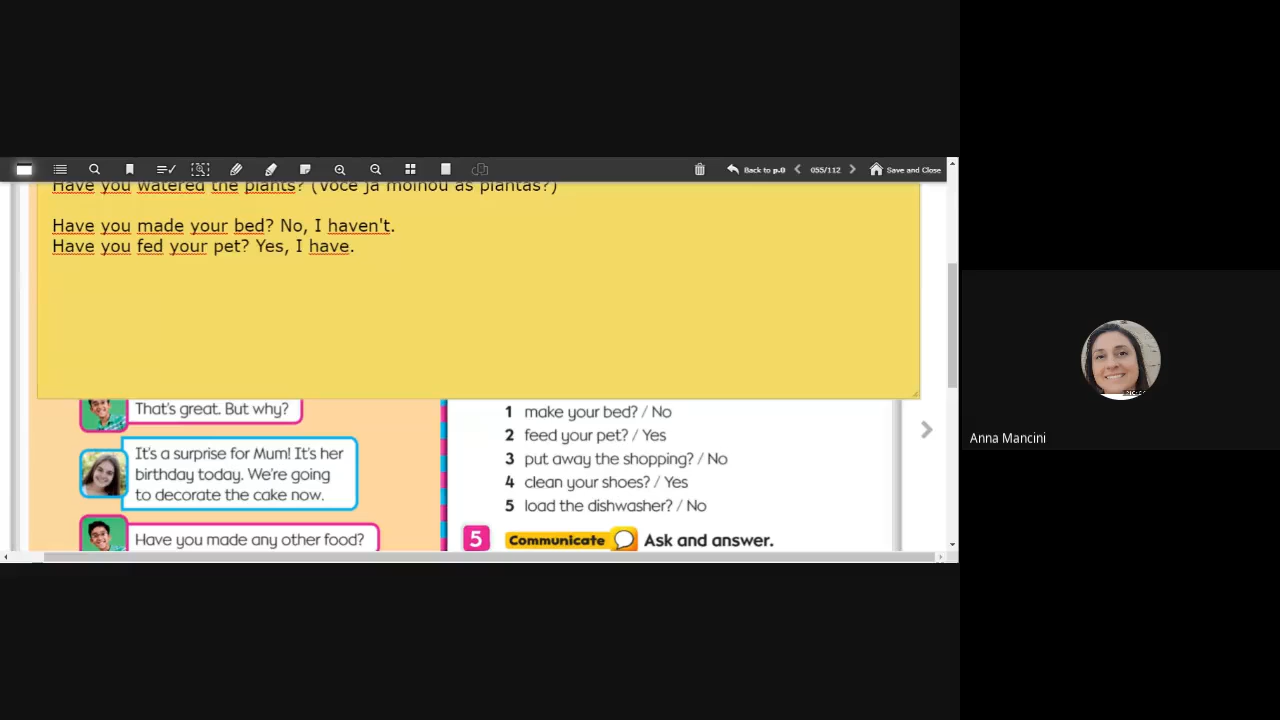 Back to p.0
055/112
Save and Close
Have you watered the plants? (Você já molhou as plantas?)
Have you made your bed? No, I haven't.
Have you fed your pet? Yes, I have.
That's great. But why?
It's a surprise for Mum! It's her
birthday today. We're going
to decorate the cake now.
Have you made any other food?
1 make your bed? / No
2 feed your pet? / Yes
3 put away the shopping? / No
4 clean your shoes? / Yes
5 load the dishwasher? / No
5 Communicate Ask and answer.
Anna Mancini